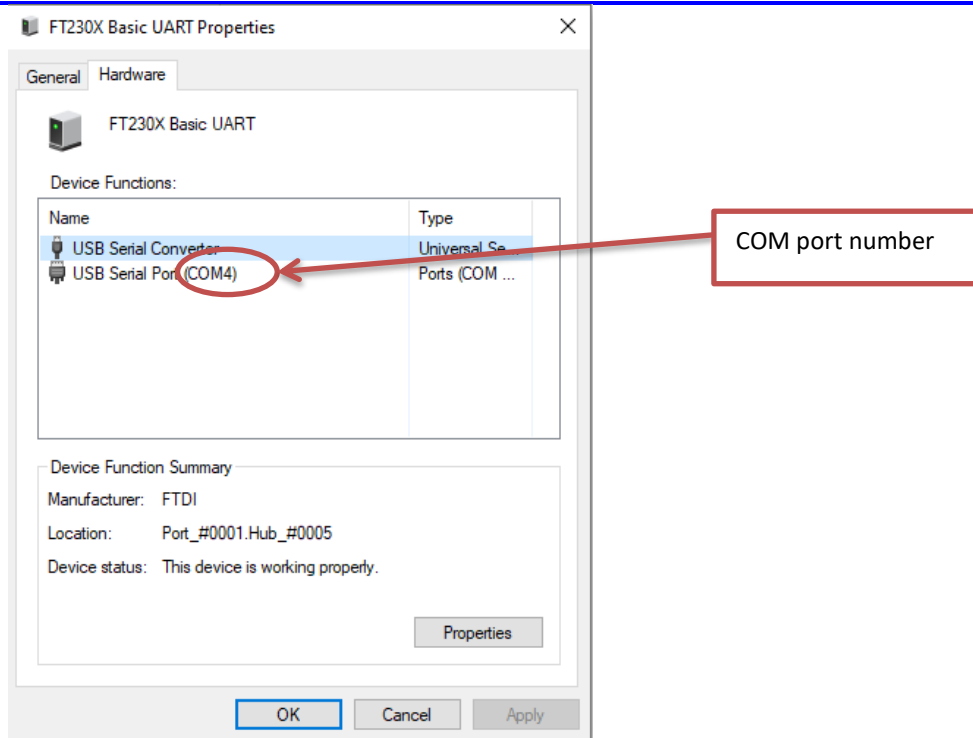 FT230X Basic UART Properties
General Hardware
FT230X Basic UART
Device Functions:
Name Type
USB Serial Converter Universal Se...
USB Serial Port (COM4) Ports (COM ...
COM port number
Device Function Summary
Manufacturer: FTDI
Location: Port_#0001.Hub_#0005
Device status: This device is working properly.
Properties
OK Cancel Apply